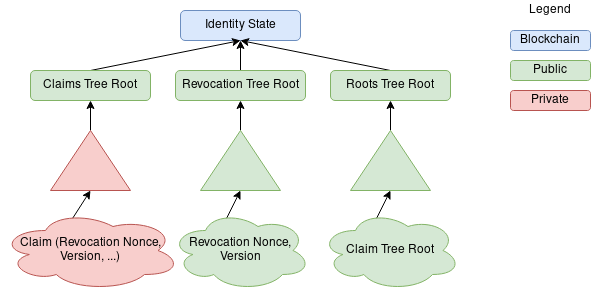 Identity State
Legend
Blockchain
Public
Private
Claims Tree Root
Revocation Tree Root
Roots Tree Root
Claim (Revocation Nonce,
Version, ...)
Revocation Nonce,
Version
Claim Tree Root